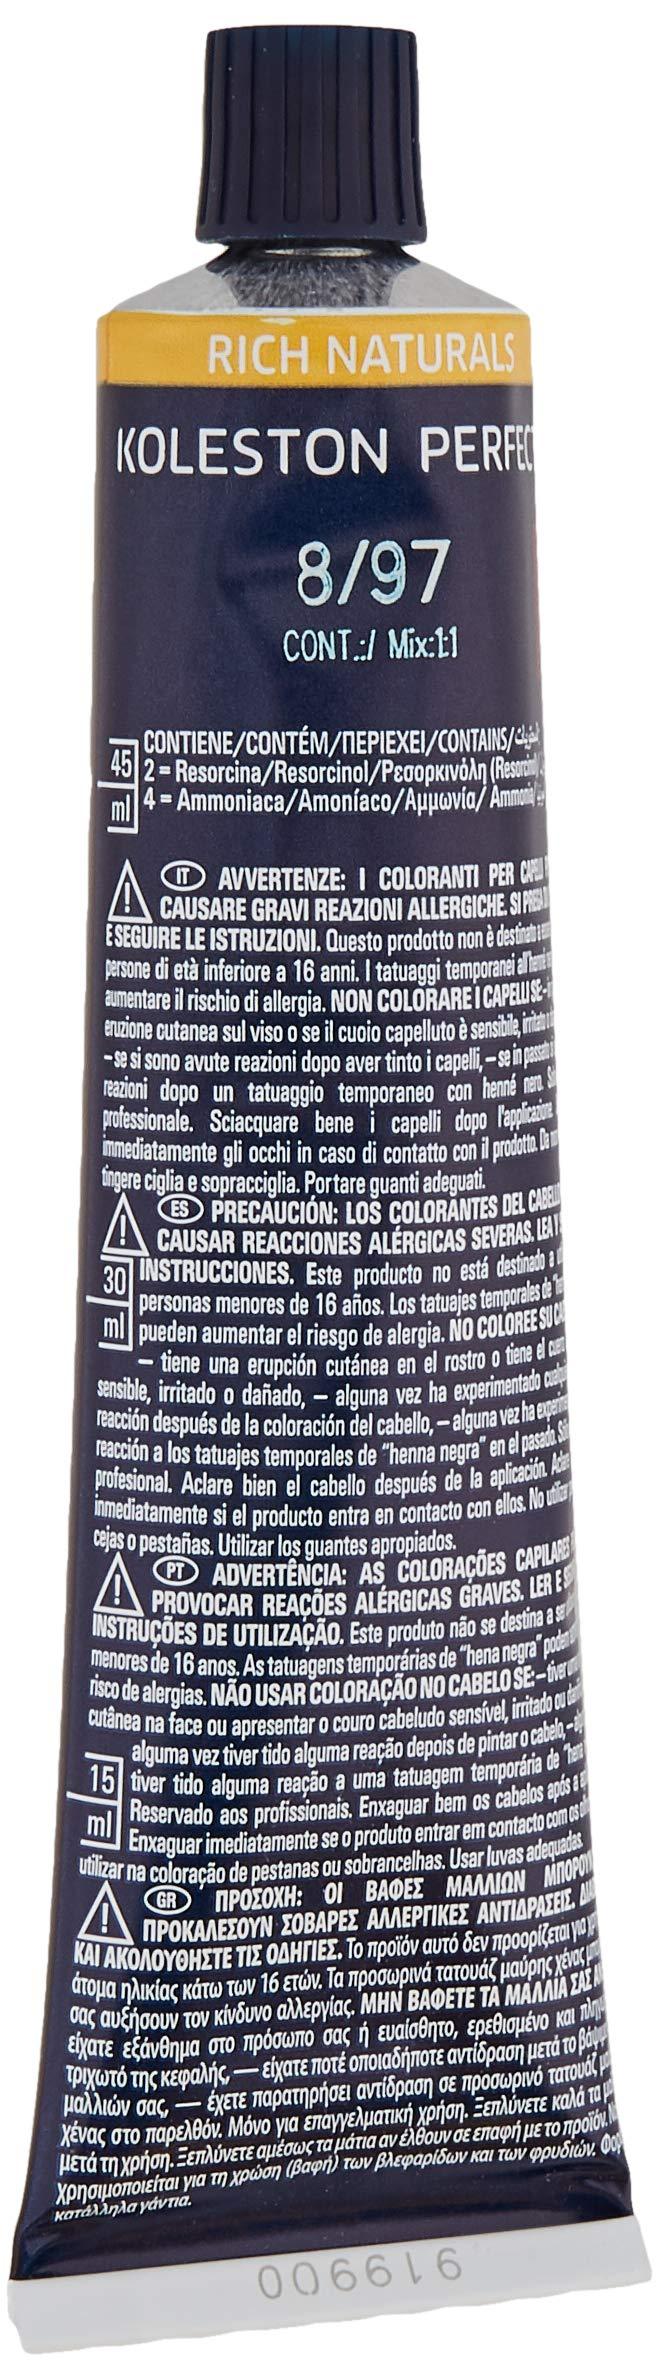 RICH NATURALS
KOLESTON PERFECT
8/97
CONT.:/ Mix:1:1
45 ml
CONTIENE/CONTÉM/ΠΕΡΙΕΧΕΙ/CONTAINS/
2 = Resorcina/Resorcinol/Ρεσορκινόλη (Resorcinol)
4 = Ammoniaca/Amoníaco/Αμμωνία/ Ammonia/
IT AVVERTENZE: I COLORANTI PER CAPELLI
CAUSARE GRAVI REAZIONI ALLERGICHE. SI PREGA DI
E SEGUIRE LE ISTRUZIONI. Questo prodotto non è destinato a
persone di età inferiore a 16 anni. I tatuaggi temporanei all'henné
aumentare il rischio di allergia. NON COLORARE I CAPELLI SE: –
eruzione cutanea sul viso o se il cuoio capelluto è sensibile, irritato
– se si sono avute reazioni dopo aver tinto i capelli, – se in passato
reazioni dopo un tatuaggio temporaneo con henné nero.
professionale. Sciacquare bene i capelli dopo l'applicazione.
immediatamente gli occhi in caso di contatto con il prodotto. Da
tingere ciglia e sopracciglia. Portare guanti adeguati.
ES PRECAUCIÓN: LOS COLORANTES DEL CABELLO
CAUSAR REACCIONES ALÉRGICAS SEVERAS. LEA Y
30 ml
INSTRUCCIONES. Este producto no está destinado a
personas menores de 16 años. Los tatuajes temporales de "henna
pueden aumentar el riesgo de alergia. NO COLOREE SU
– tiene una erupción cutánea en el rostro o tiene el cuero
sensible, irritado o dañado, – alguna vez ha experimentado cualquier
reacción después de la coloración del cabello, – alguna vez ha
reacción a los tatuajes temporales de "henna negra" en el pasado.
profesional. Aclare bien el cabello después de la aplicación. Aclare
inmediatamente si el producto entra en contacto con ellos. No utilizar
cejas o pestañas. Utilizar los guantes apropiados.
PT ADVERTÊNCIA: AS COLORAÇÕES CAPILARES
PROVOCAR REAÇÕES ALÉRGICAS GRAVES. LER E
INSTRUÇÕES DE UTILIZAÇÃO. Este produto não se destina a ser
menores de 16 anos. As tatuagens temporárias de "hena negra" podem
risco de alergias. NÃO USAR COLORAÇÃO NO CABELO SE: – tiver
cutânea na face ou apresentar o couro cabeludo sensível, irritado ou
alguma vez tiver tido alguma reação depois de pintar o cabelo, –
15 ml
tiver tido alguma reação a uma tatuagem temporária de "hena
Reservado aos profissionais. Enxaguar bem os cabelos após a
Enxaguar imediatamente se o produto entrar em contacto com os
utilizar na coloração de pestanas ou sobrancelhas. Usar luvas adequadas.
GR ΠΡΟΣΟΧΗ: ΟΙ ΒΑΦΕΣ ΜΑΛΛΙΩΝ ΜΠΟΡΟΥΝ
ΠΡΟΚΑΛΕΣΟΥΝ ΣΟΒΑΡΕΣ ΑΛΛΕΡΓΙΚΕΣ ΑΝΤΙΔΡΑΣΕΙΣ.
ΚΑΙ ΑΚΟΛΟΥΘΗΣΤΕ ΤΙΣ ΟΔΗΓΙΕΣ. Το προϊόν αυτό δεν προορίζεται για
άτομα ηλικίας κάτω των 16 ετών. Τα προσωρινά τατουάζ μαύρης χένας
σας αυξήσουν τον κίνδυνο αλλεργίας. ΜΗΝ ΒΑΦΕΤΕ ΤΑ ΜΑΛΛΙΑ ΣΑΣ
είχατε εξάνθημα στο πρόσωπο σας ή ευαίσθητο, ερεθισμένο και
τριχωτό της κεφαλής, — είχατε ποτέ οποιαδήποτε αντίδραση μετά το βάψιμο
μαλλιών σας, — έχετε παρατηρήσει αντίδραση σε προσωρινό τατουάζ
χένας στο παρελθόν. Μόνο για επαγγελματική χρήση. Ξεπλύνετε καλά τα
μετά τη χρήση. Ξεπλύνετε αμέσως τα μάτια αν έλθουν σε επαφή με το προϊόν.
χρησιμοποιείται για τη χρώση (βαφή) των βλεφαρίδων και των φρυδιών.
κατάλληλα γάντια.
919900